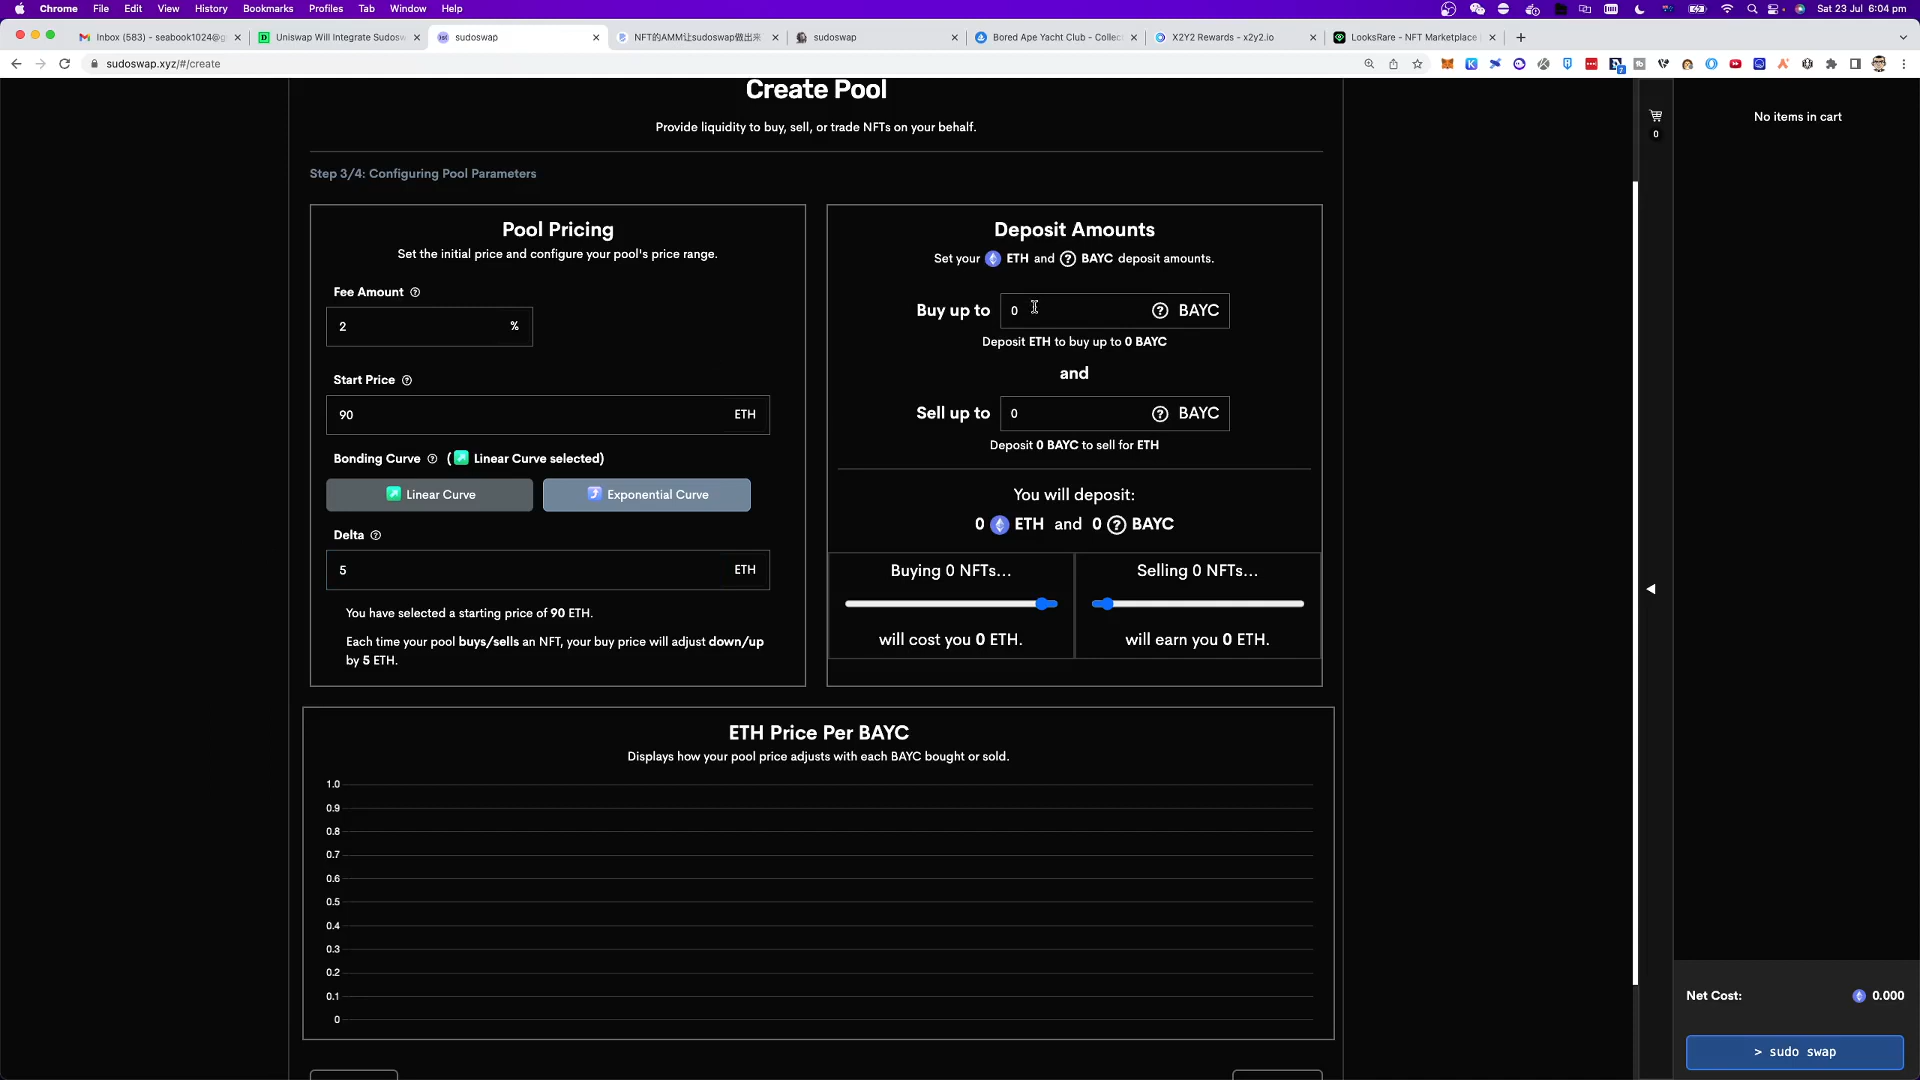 Chrome File Edit View History Bookmarks Profiles Tab Window Help
Sat 23 Jul 6:04 pm
Inbox (583) - seabook1024@g
Uniswap Will Integrate Sudosw
sudoswap
NFT的AMM让sudoswap做出来
sudoswap
Bored Ape Yacht Club - Collec
X2Y2 Rewards - x2y2.io
LooksRare - NFT Marketplace
sudoswap.xyz/#/create
Create Pool
Provide liquidity to buy, sell, or trade NFTs on your behalf.
Step 3/4: Configuring Pool Parameters
Pool Pricing
Set the initial price and configure your pool's price range.
Fee Amount
2 %
Start Price
90 ETH
Bonding Curve ( Linear Curve selected)
Linear Curve
Exponential Curve
Delta
5 ETH
You have selected a starting price of 90 ETH.
Each time your pool buys/sells an NFT, your buy price will adjust down/up
by 5 ETH.
Deposit Amounts
Set your ETH and BAYC deposit amounts.
Buy up to 0 BAYC
Deposit ETH to buy up to 0 BAYC
and
Sell up to 0 BAYC
Deposit 0 BAYC to sell for ETH
You will deposit:
0 ETH and 0 BAYC
Buying 0 NFTs...
will cost you 0 ETH.
Selling 0 NFTs...
will earn you 0 ETH.
ETH Price Per BAYC
Displays how your pool price adjusts with each BAYC bought or sold.
1.0
0.9
0.8
0.7
0.6
0.5
0.4
0.3
0.2
0.1
0
0
No items in cart
Net Cost: 0.000
> sudo swap